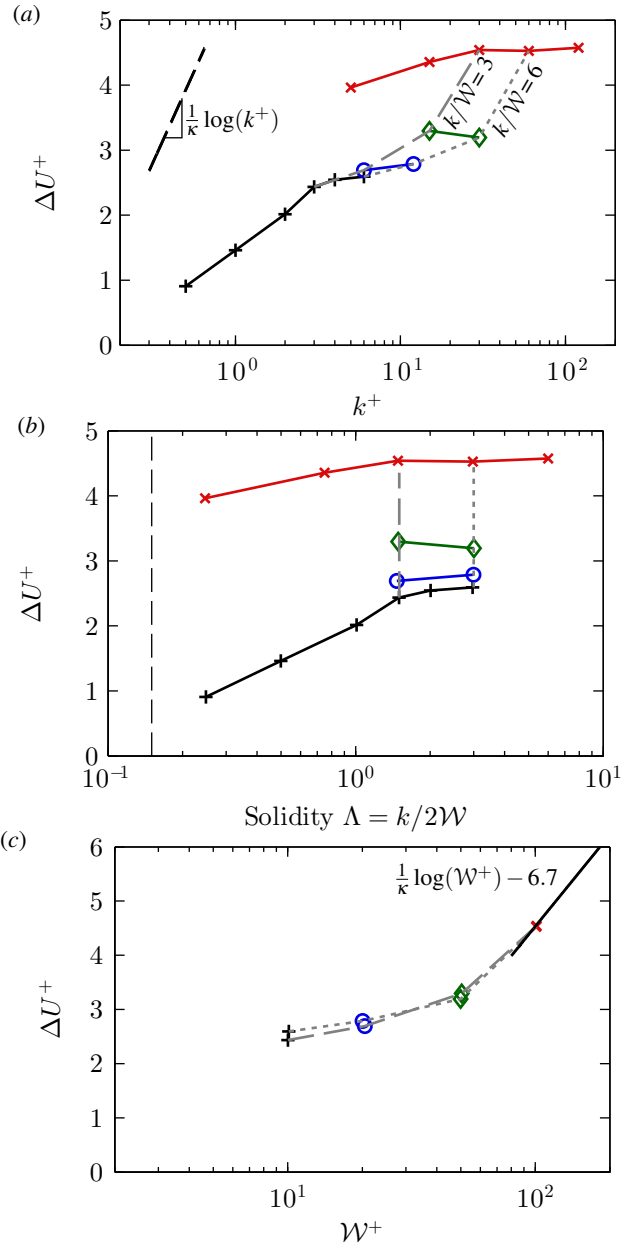 (a)
5
4
3
2
1
0
ΔU⁺
1/κ log(k⁺)
k/𝒲 = 3
k/𝒲 = 6
10⁰
10¹
10²
k⁺
(b)
5
4
3
2
1
0
ΔU⁺
10⁻¹
10⁰
10¹
Solidity Λ = k/2𝒲
(c)
6
5
4
3
2
1
0
ΔU⁺
1/κ log(𝒲⁺) − 6.7
10¹
10²
𝒲⁺